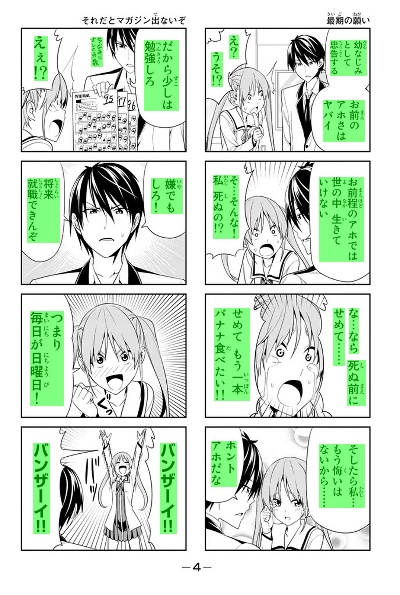 最期の願い
幼なじみ
として
忠告する
お前の
アホさは
ヤバイ
え?
うそ!?
お前程のアホでは
世の中 生きて
いけない
そ…そんな!
私 死ぬの!?
な…なら 死ぬ前に
せめて……
せめて もう一本
バナナ食べたい!!
そしたら私…
もう悔いは
ないから……
ホント
アホだな
それだとマガジン出ないぞ
だから少しは
勉強しろ
えぇ!?
嫌でも
しろ!
将来
就職できんぞ
つまり
毎日が日曜日!
バンザーイ!!
バンザーイ!!
—4—